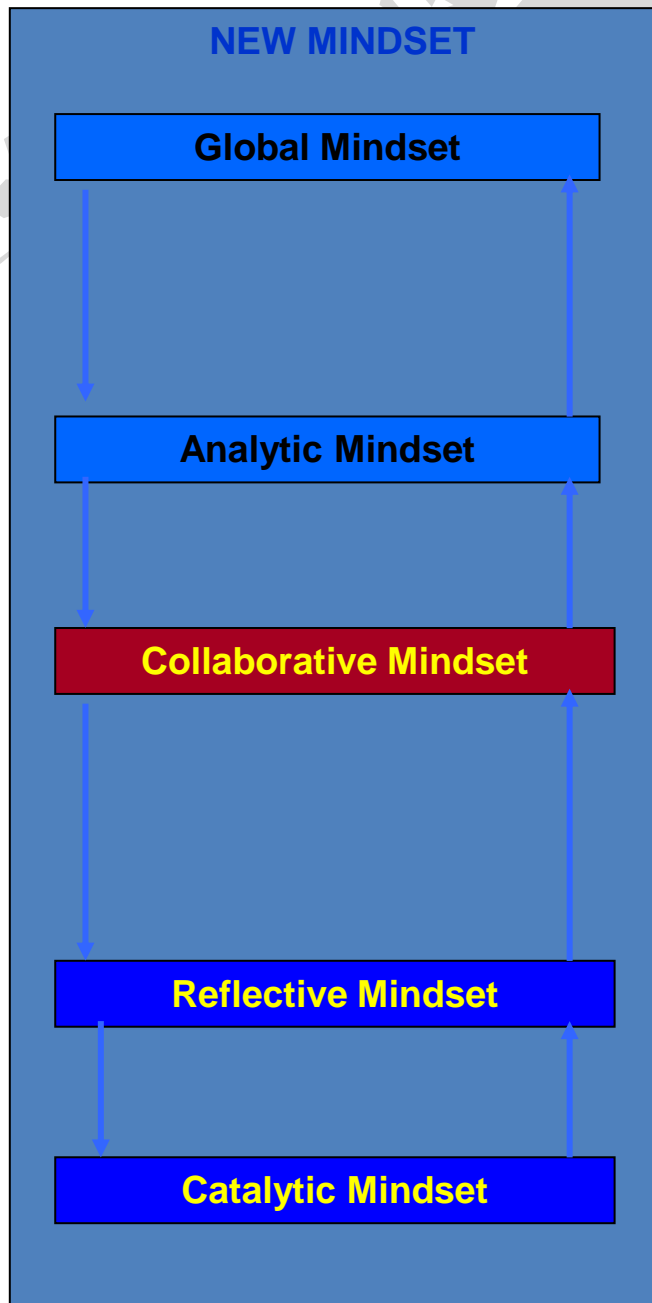 NEW MINDSET
Global Mindset
Analytic Mindset
Collaborative Mindset
Reflective Mindset
Catalytic Mindset